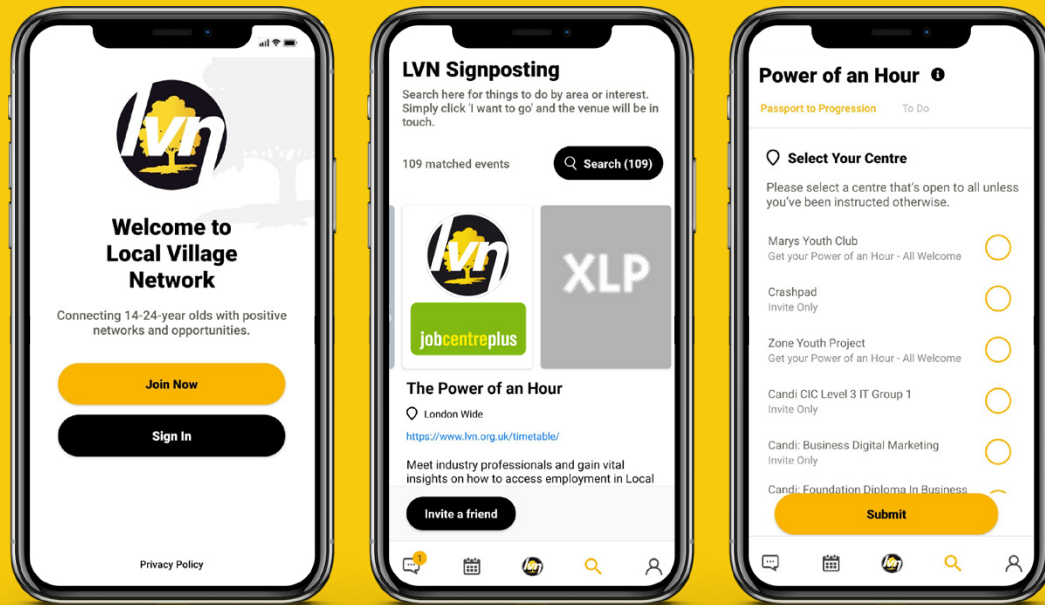 lvn
Welcome to
Local Village
Network
Connecting 14-24-year olds with positive
networks and opportunities.
Join Now
Sign In
Privacy Policy
LVN Signposting
Search here for things to do by area or interest.
Simply click 'I want to go' and the venue will be in
touch.
109 matched events
Search (109)
lvn
jobcentreplus
XLP
The Power of an Hour
London Wide
https://www.lvn.org.uk/timetable/
Meet industry professionals and gain vital
insights on how to access employment in Local
Invite a friend
1
lvn
Power of an Hour
Passport to Progression
To Do
Select Your Centre
Please select a centre that's open to all unless
you've been instructed otherwise.
Marys Youth Club
Get your Power of an Hour - All Welcome
Crashpad
Invite Only
Zone Youth Project
Get your Power of an Hour - All Welcome
Candi CIC Level 3 IT Group 1
Invite Only
Candi: Business Digital Marketing
Invite Only
Candi: Foundation Diploma In Business
Submit
lvn